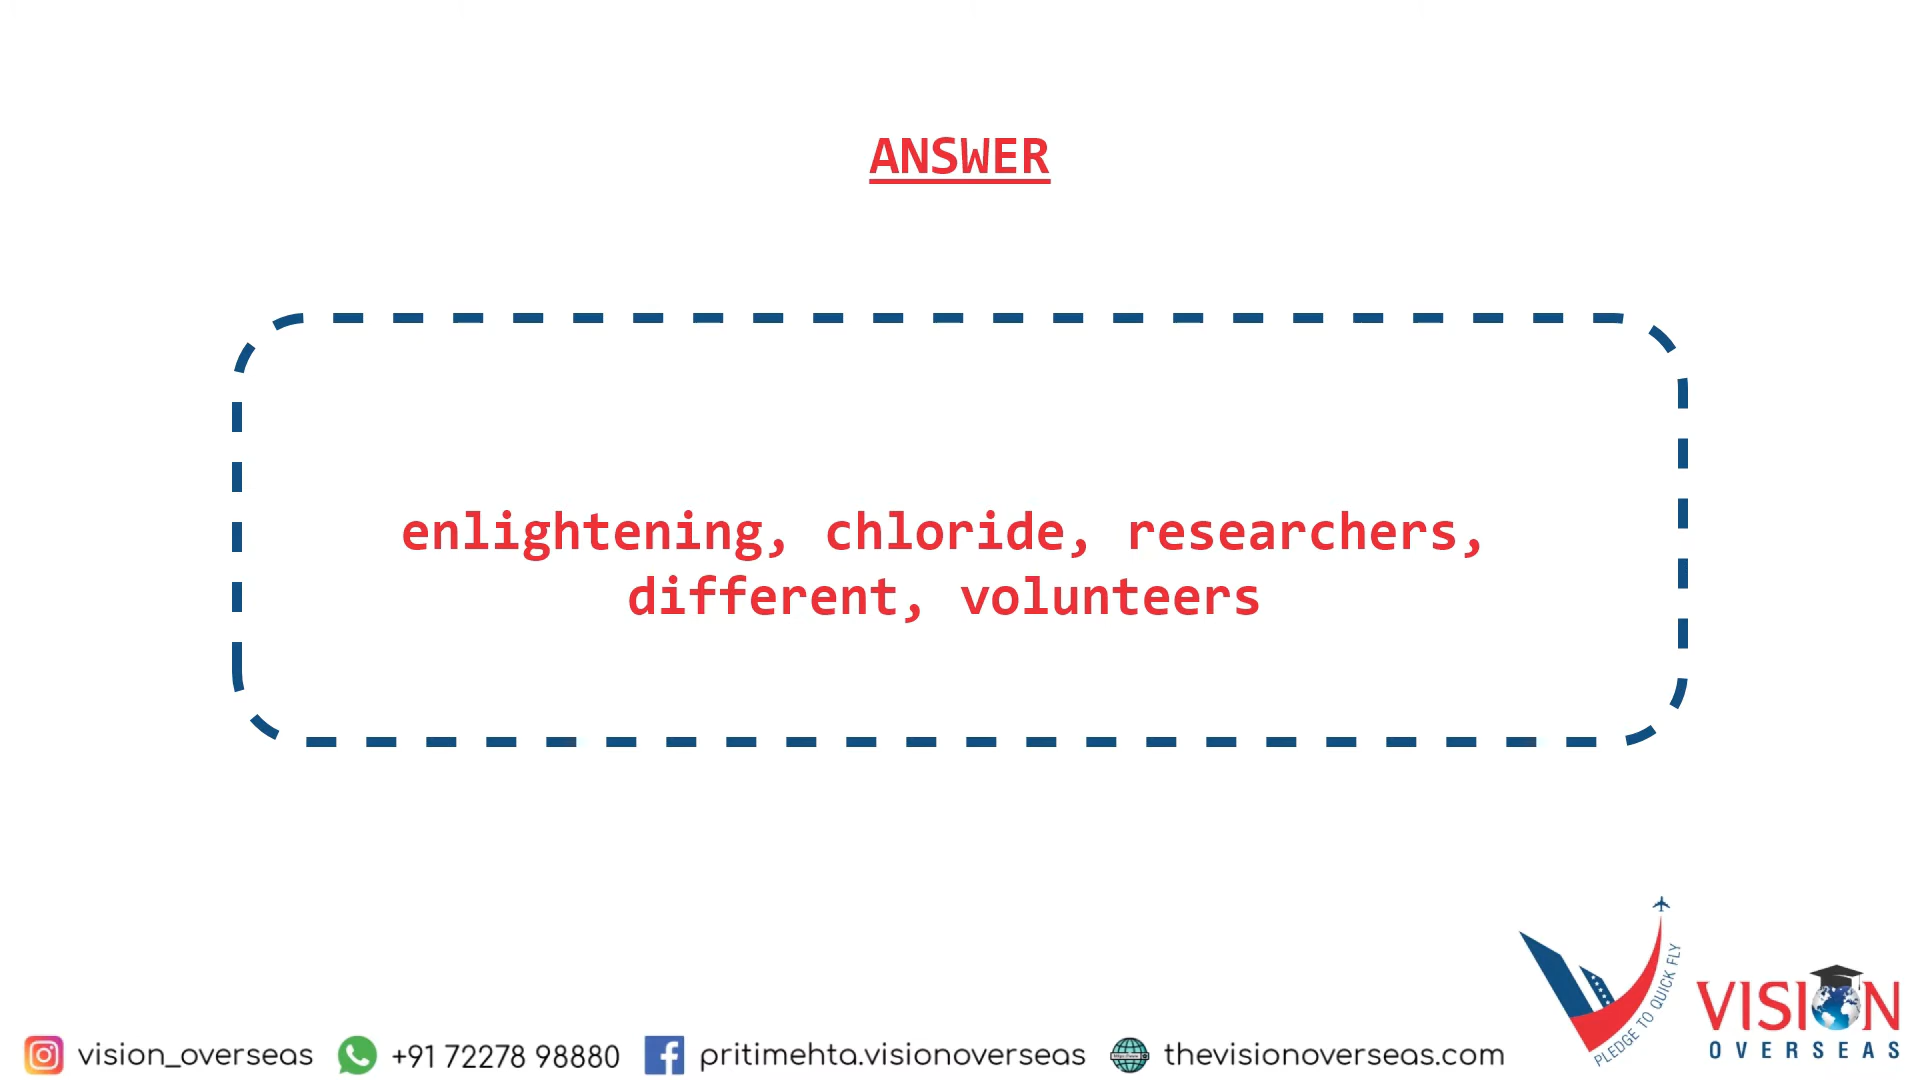 ANSWER
enlightening, chloride, researchers,
different, volunteers
PLEDGE TO QUICK FLY
VISION
OVERSEAS
vision_overseas
+91 72278 98880
pritimehta.visionoverseas
thevisionoverseas.com